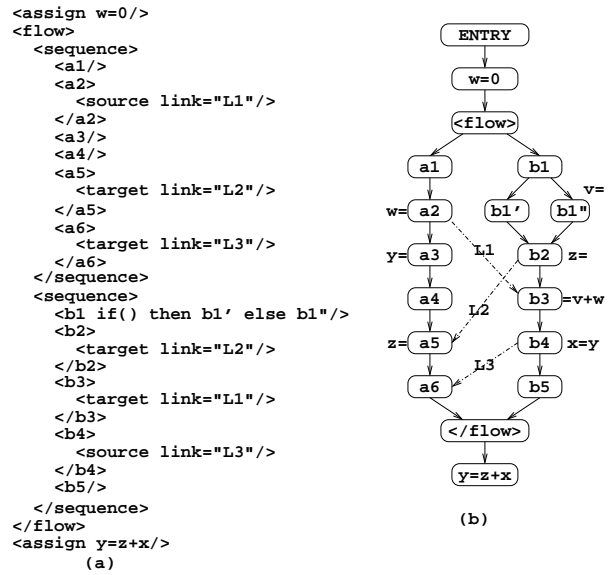 <assign w=0/>
<flow>
<sequence>
<a1/>
<a2>
<source link="L1"/>
</a2>
<a3/>
<a4/>
<a5>
<target link="L2"/>
</a5>
<a6>
<target link="L3"/>
</a6>
</sequence>
<sequence>
<b1 if() then b1' else b1"/>
<b2>
<target link="L2"/>
</b2>
<b3>
<target link="L1"/>
</b3>
<b4>
<source link="L3"/>
</b4>
<b5/>
</sequence>
</flow>
<assign y=z+x/>
(a)
ENTRY
w=0
<flow>
a1 b1
v=
w= a2 b1' b1"
L1
y= a3 b2 z=
a4 b3 =v+w
L2
z= a5 b4 x=y
L3
a6 b5
</flow>
y=z+x
(b)